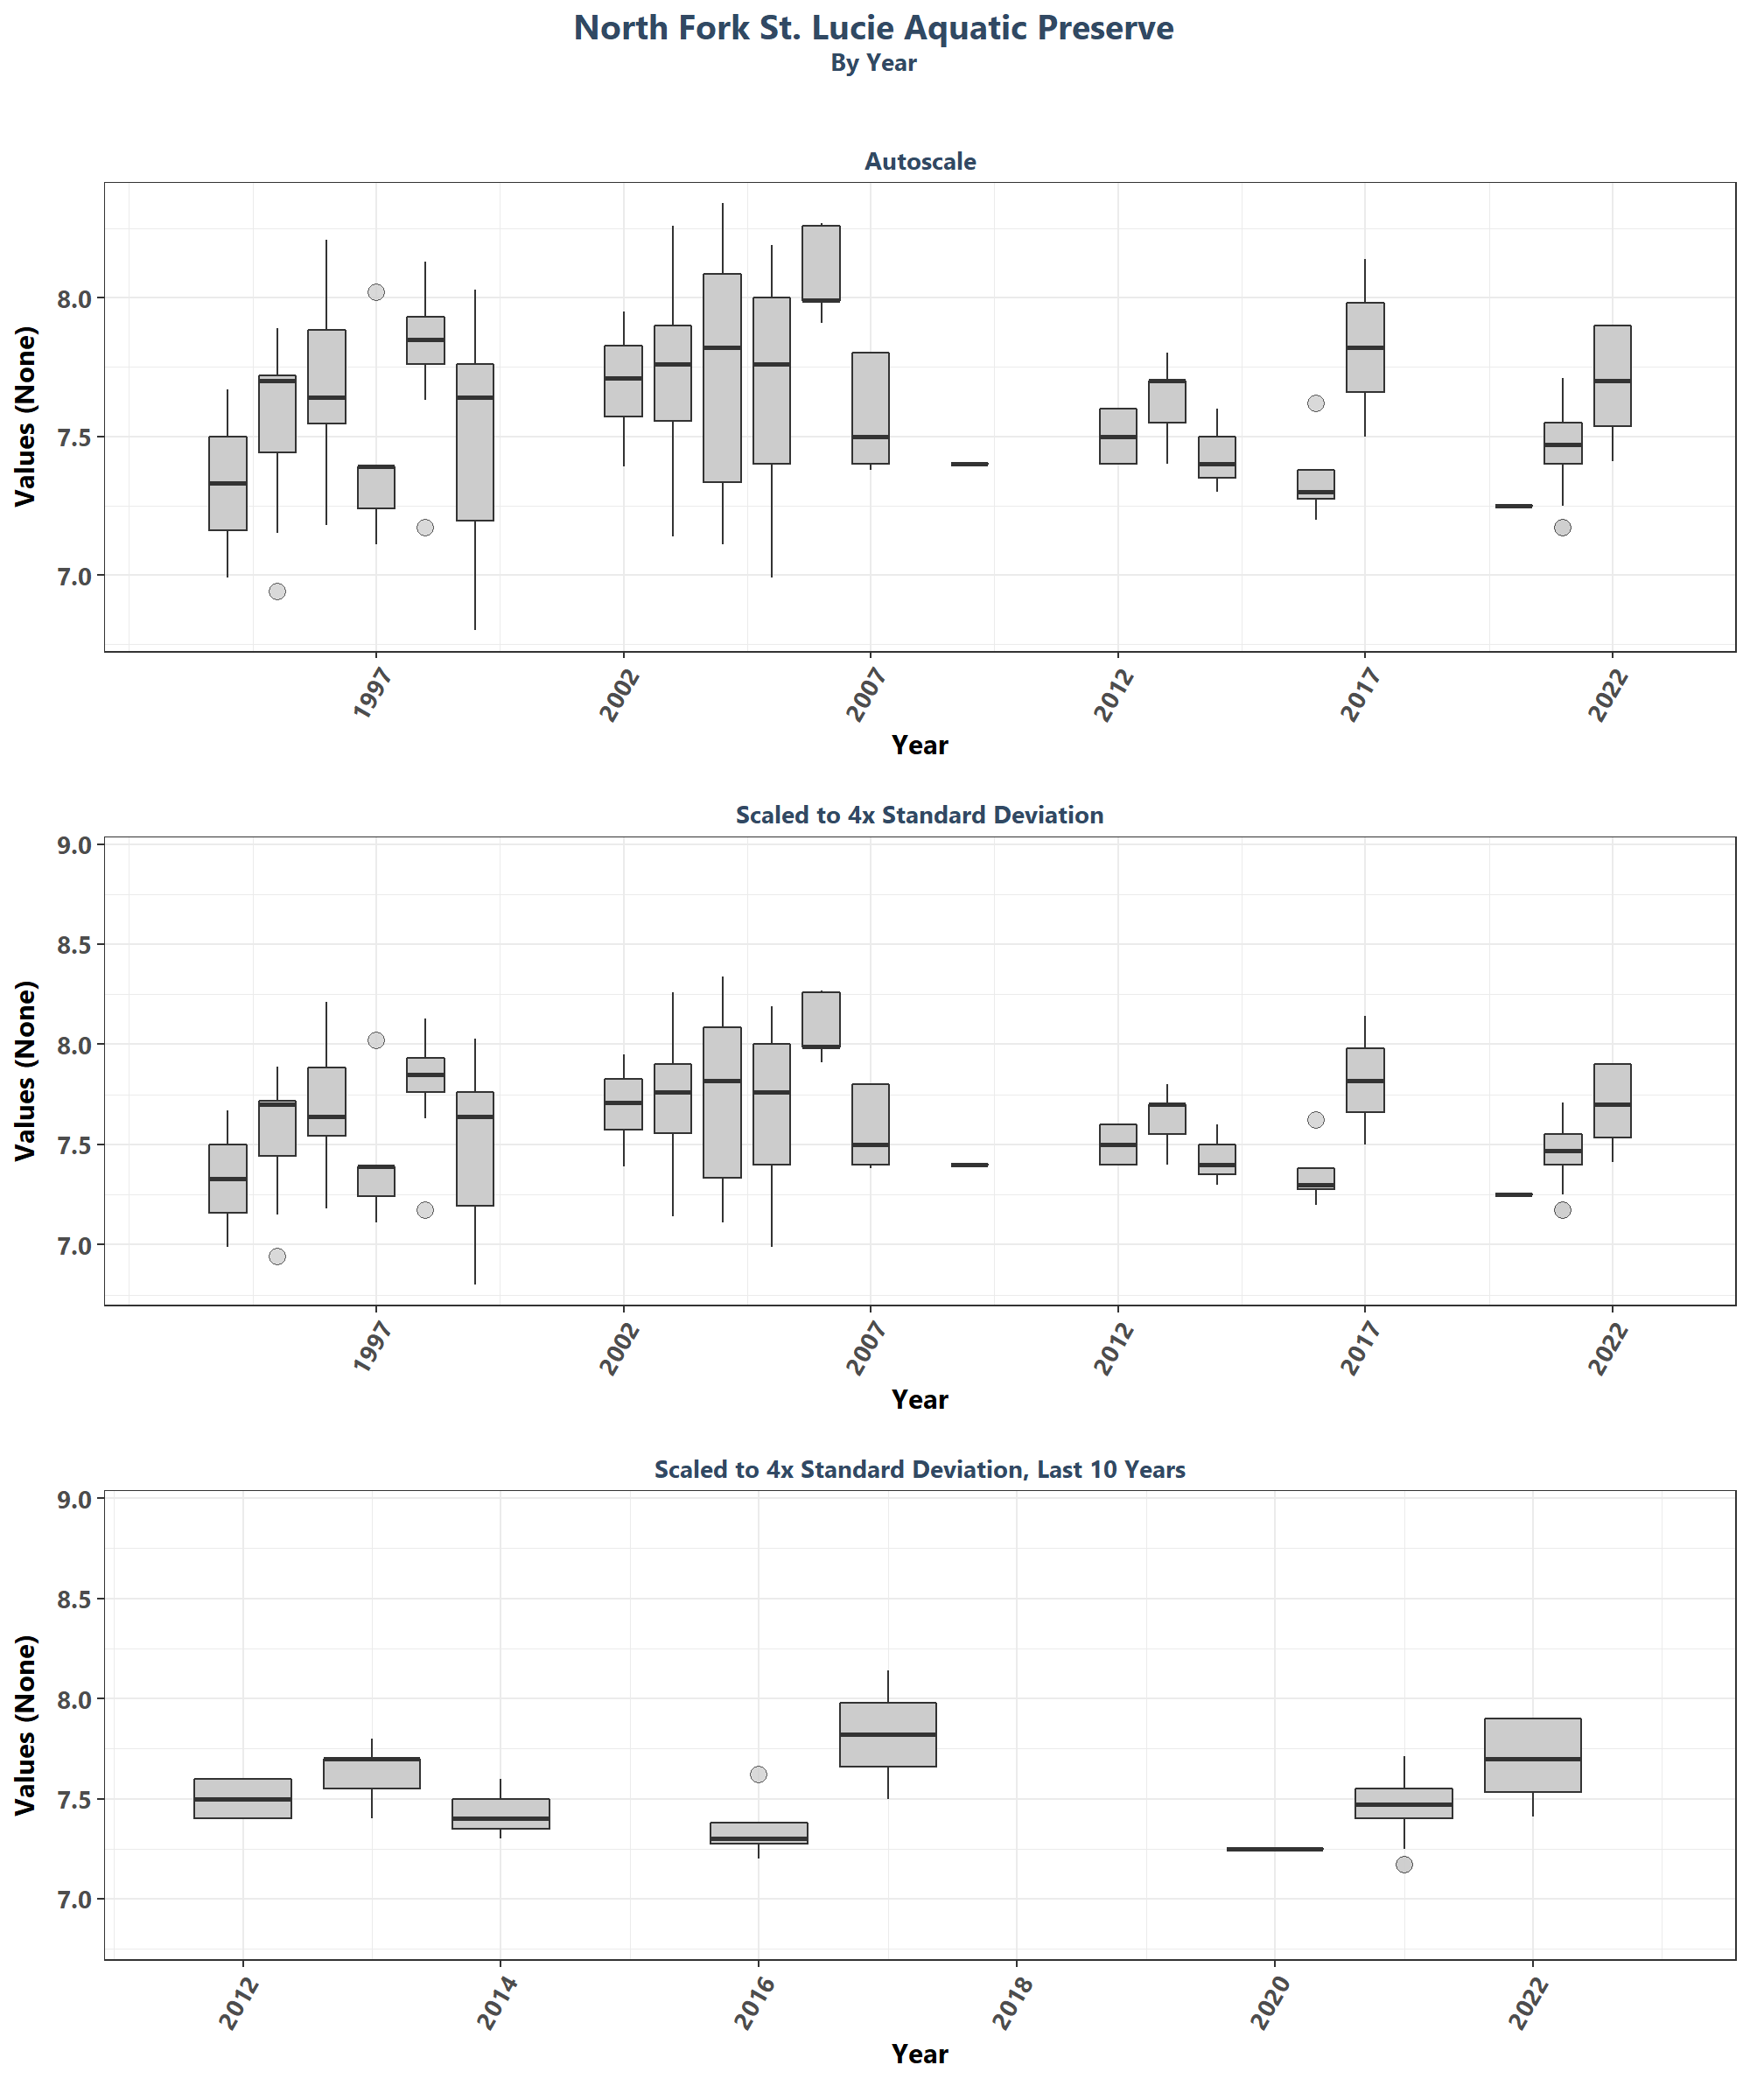 North Fork St. Lucie Aquatic Preserve
By Year
Autoscale
Values (None)
8.0
7.5
7.0
1997 2002 2007 2012 2017 2022
Year
Scaled to 4x Standard Deviation
Values (None)
9.0
8.5
8.0
7.5
7.0
1997 2002 2007 2012 2017 2022
Year
Scaled to 4x Standard Deviation, Last 10 Years
Values (None)
9.0
8.5
8.0
7.5
7.0
2012 2014 2016 2018 2020 2022
Year